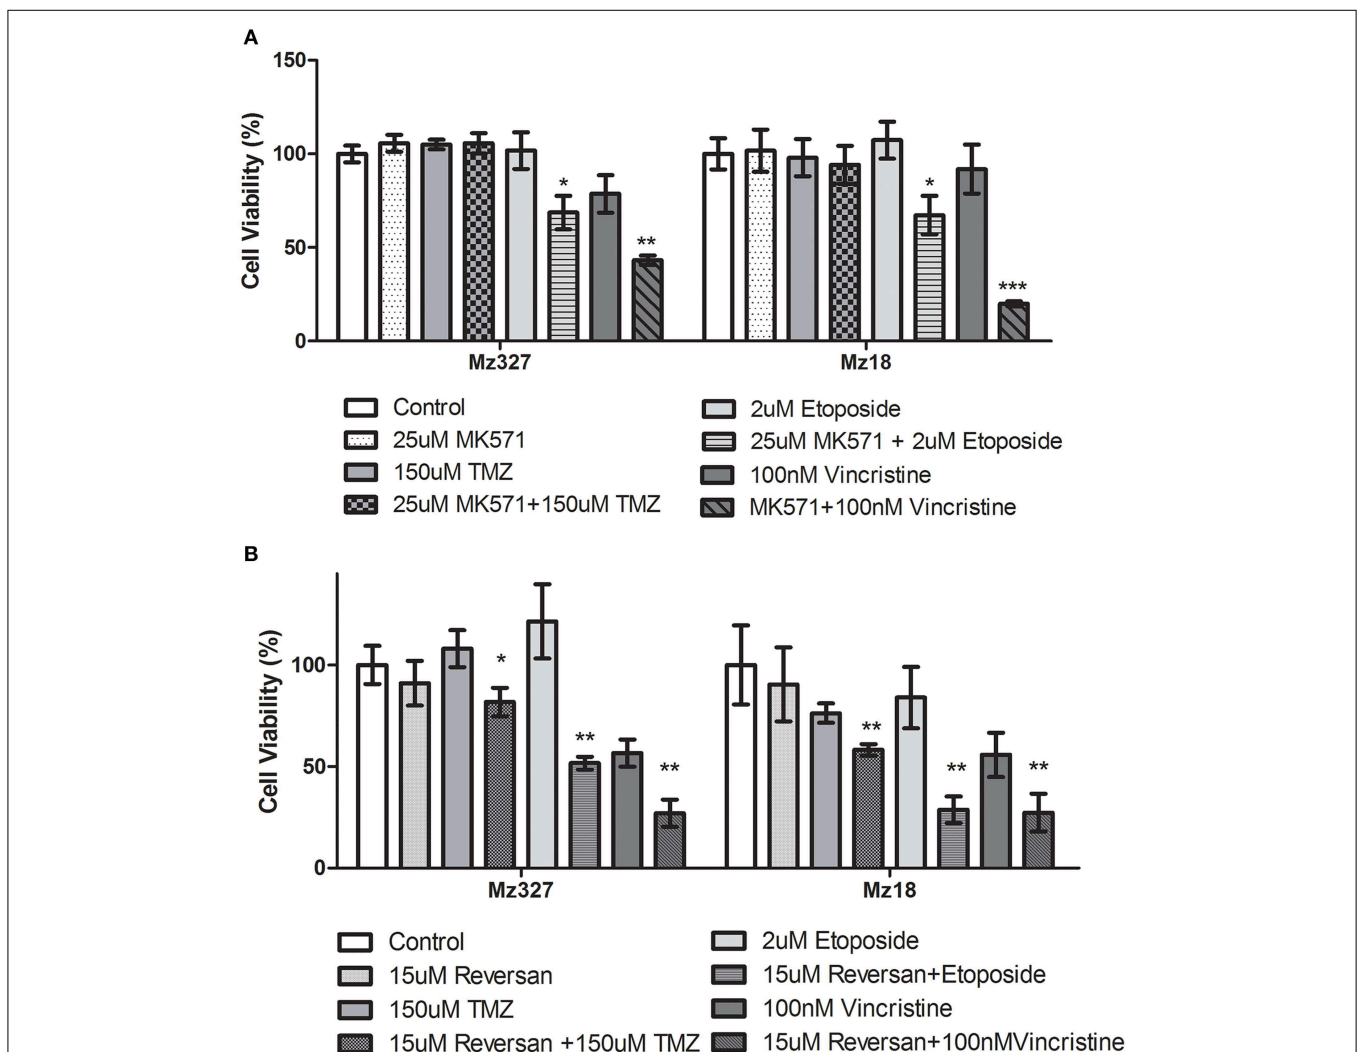 A
150
100
50
0
Cell Viability (%)
*
**
*
***
Mz327 Mz18
Control
25uM MK571
150uM TMZ
25uM MK571+150uM TMZ
2uM Etoposide
25uM MK571 + 2uM Etoposide
100nM Vincristine
MK571+100nM Vincristine
B
100
50
0
Cell Viability (%)
*
**
**
**
**
**
Mz327 Mz18
Control
15uM Reversan
150uM TMZ
15uM Reversan +150uM TMZ
2uM Etoposide
15uM Reversan+Etoposide
100nM Vincristine
15uM Reversan+100nMVincristine